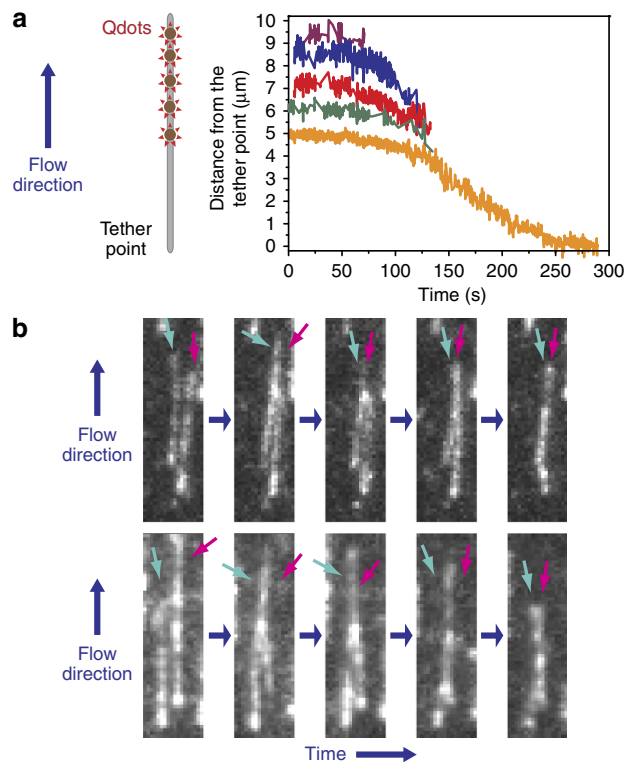 a
Qdots
Flow
direction
Tether
point
Distance from the
tether point (μm)
10
9
8
7
6
5
4
3
2
1
0
0 50 100 150 200 250 300
Time (s)
b
Flow
direction
Flow
direction
Time